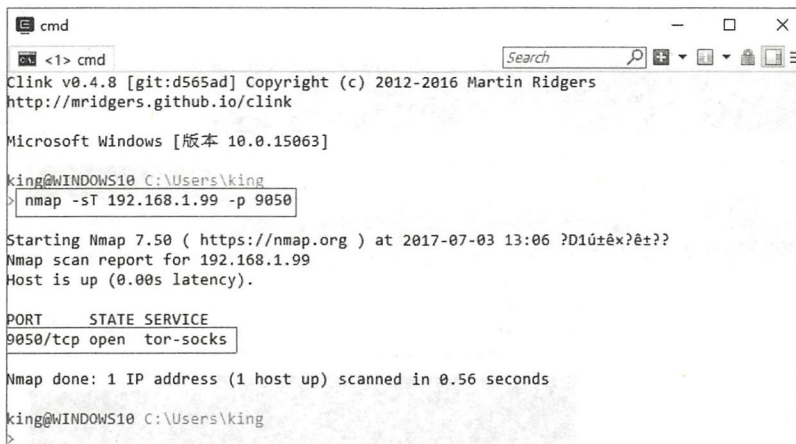 cmd
<1> cmd
Search
Clink v0.4.8 [git:d565ad] Copyright (c) 2012-2016 Martin Ridgers
http://mridgers.github.io/clink
Microsoft Windows [版本 10.0.15063]
king@WINDOWS10 C:\Users\king
> nmap -sT 192.168.1.99 -p 9050
Starting Nmap 7.50 ( https://nmap.org ) at 2017-07-03 13:06 ?D1ú±ê×?ê±??
Nmap scan report for 192.168.1.99
Host is up (0.00s latency).
PORT     STATE SERVICE
9050/tcp open  tor-socks
Nmap done: 1 IP address (1 host up) scanned in 0.56 seconds
king@WINDOWS10 C:\Users\king
>